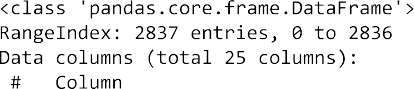 <class 'pandas.core.frame.DataFrame'>
RangeIndex: 2837 entries, 0 to 2836
Data columns (total 25 columns):
 #   Column